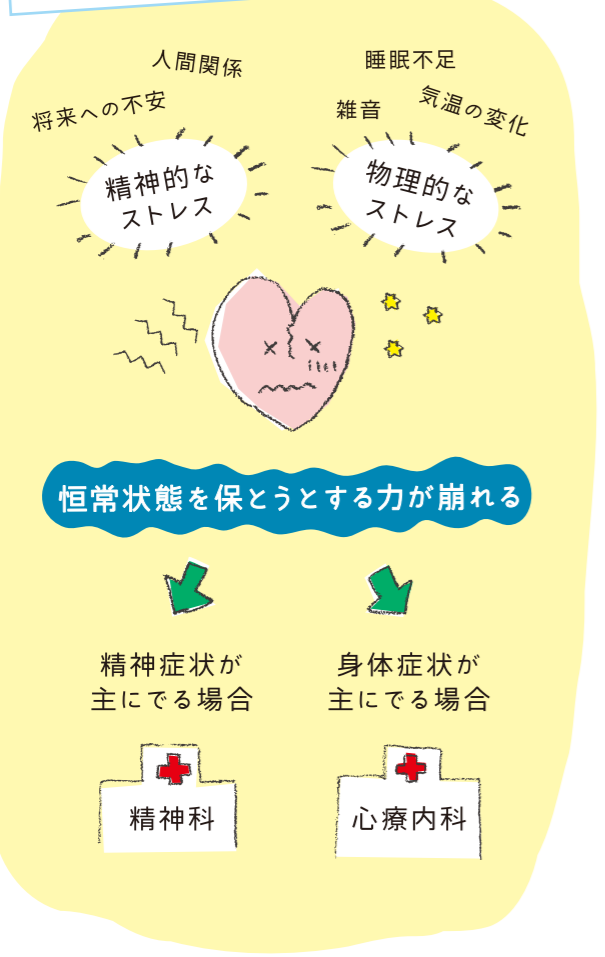 人間関係
将来への不安
精神的な
ストレス
睡眠不足
気温の変化
雑音
物理的な
ストレス
恒常状態を保とうとする力が崩れる
精神症状が
主にでる場合
精神科
身体症状が
主にでる場合
心療内科